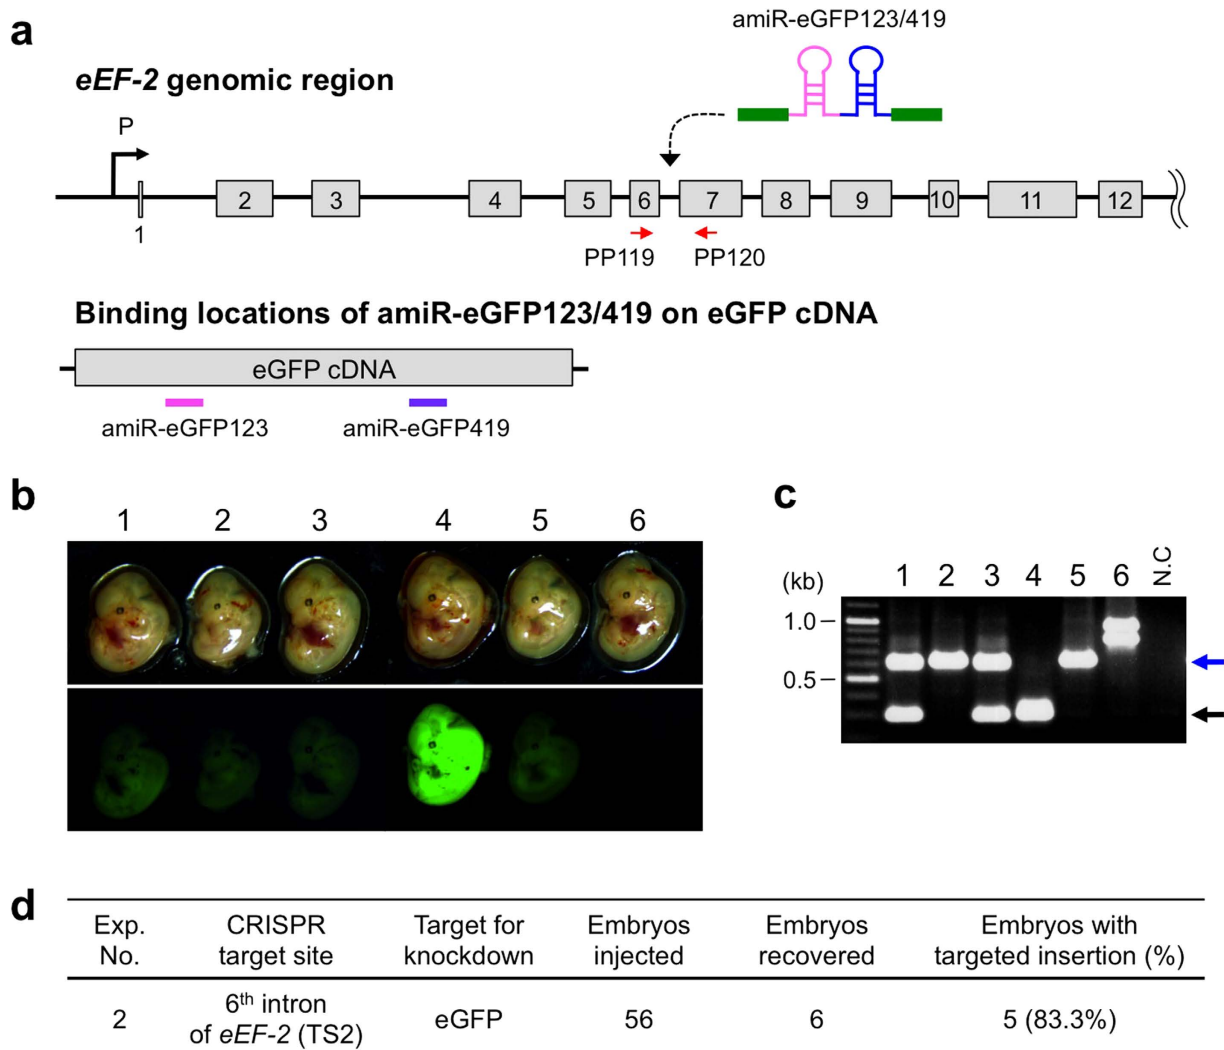 a
amiR-eGFP123/419
eEF-2 genomic region
P
1
2
3
4
5
6
7
8
9
10
11
12
PP119
PP120
Binding locations of amiR-eGFP123/419 on eGFP cDNA
eGFP cDNA
amiR-eGFP123
amiR-eGFP419
b
1 2 3 4 5 6
c
(kb)
1 2 3 4 5 6 N.C
1.0
0.5
d
Exp. No.
CRISPR target site
Target for knockdown
Embryos injected
Embryos recovered
Embryos with targeted insertion (%)
2
6th intron of eEF-2 (TS2)
eGFP
56
6
5 (83.3%)